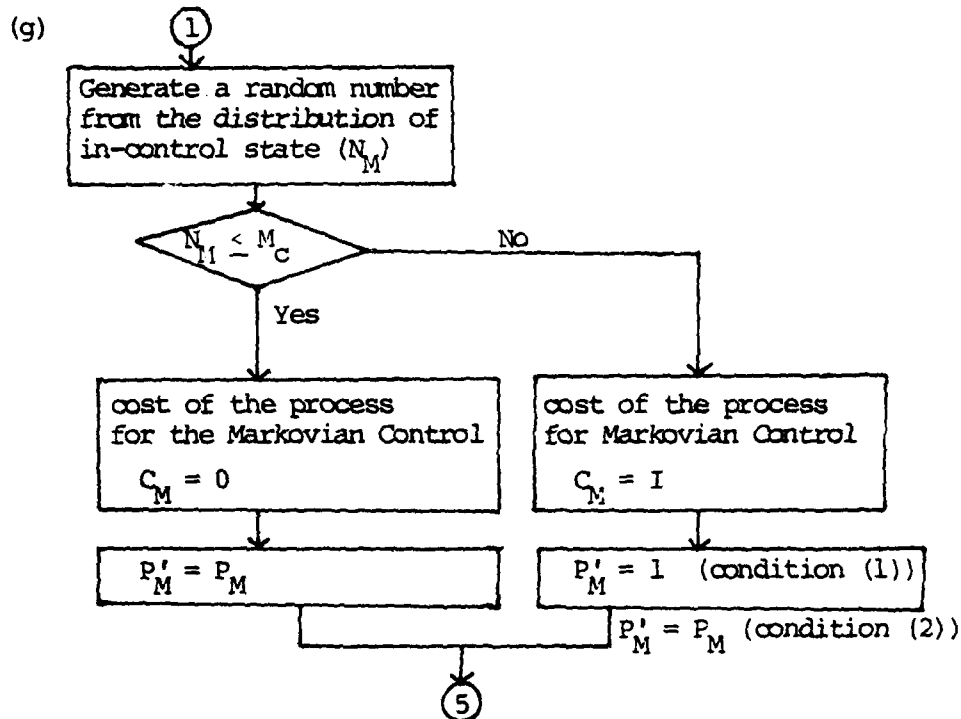 (g)
1
Generate a random number
from the distribution of
in-control state (N_M)
N_M ≤ M_C
No
Yes
cost of the process
for the Markovian Control
C_M = 0
cost of the process
for Markovian Control
C_M = I
P'_M = P_M
P'_M = 1 (condition (1))
P'_M = P_M (condition (2))
5